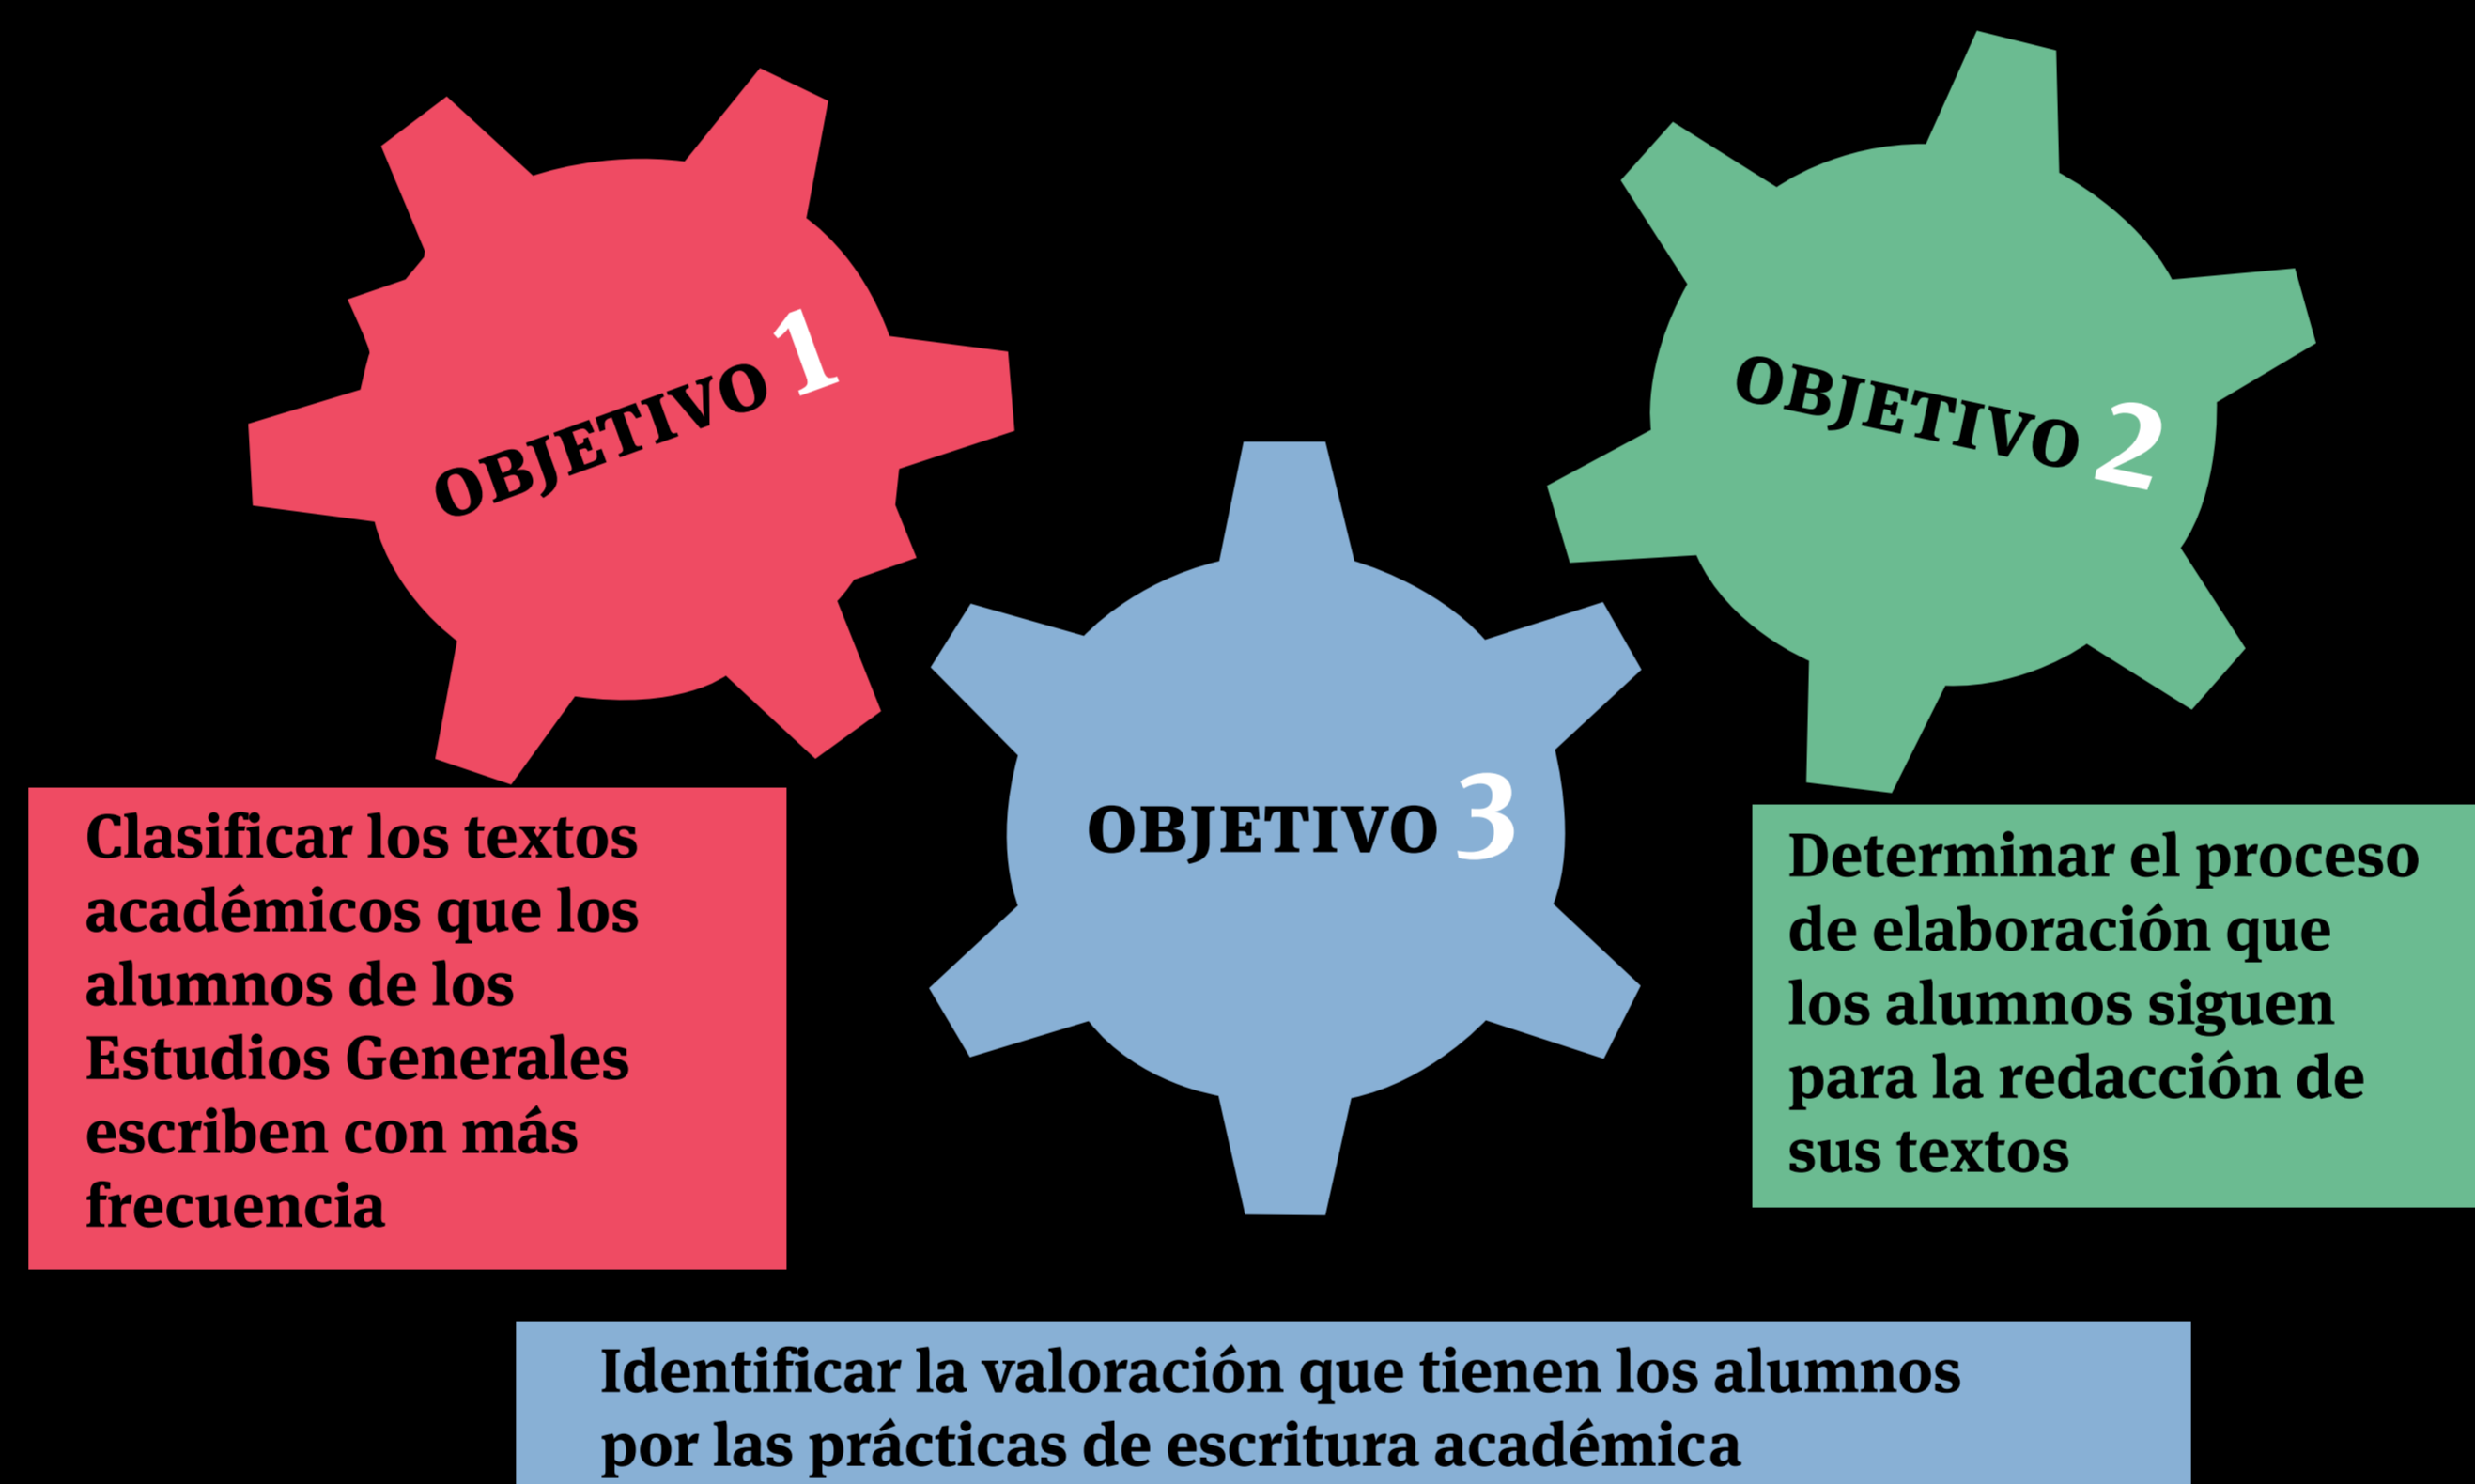 OBJETIVO 1
OBJETIVO 2
OBJETIVO 3
Clasificar los textos
académicos que los
alumnos de los
Estudios Generales
escriben con más
frecuencia
Determinar el proceso
de elaboración que
los alumnos siguen
para la redacción de
sus textos
Identificar la valoración que tienen los alumnos
por las prácticas de escritura académica